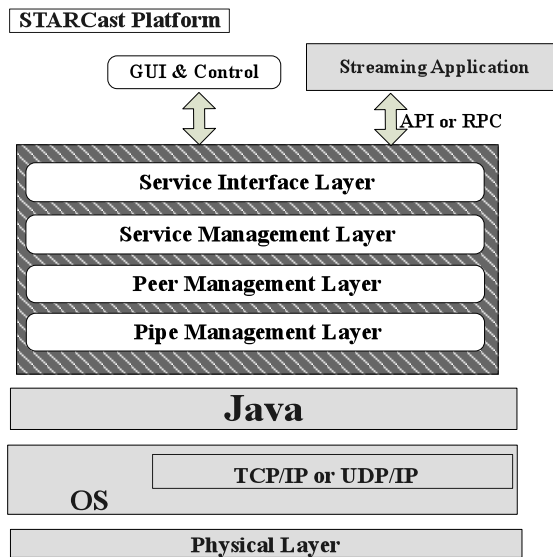 STARCast Platform
GUI & Control
Streaming Application
API or RPC
Service Interface Layer
Service Management Layer
Peer Management Layer
Pipe Management Layer
Java
TCP/IP or UDP/IP
OS
Physical Layer